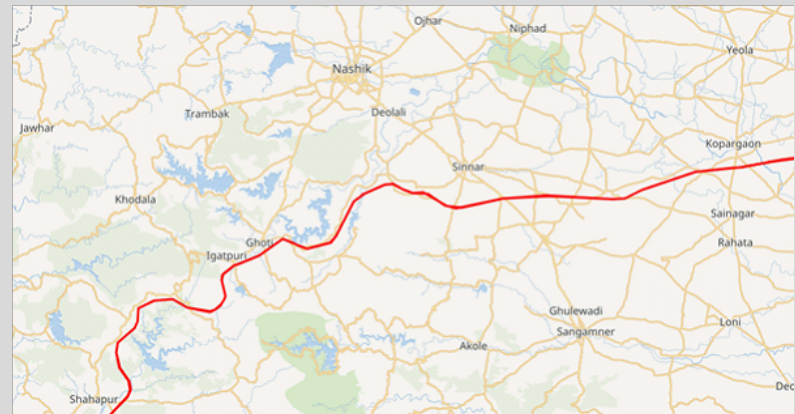 Ojhar
Niphad
Yeola
Nashik
Trambak
Deolali
Jawhar
Kopargaon
Sinnar
Khodala
Sainagar
Ghoti
Rahata
Igatpuri
Ghulewadi
Loni
Sangamner
Akole
Shahapur
Dec